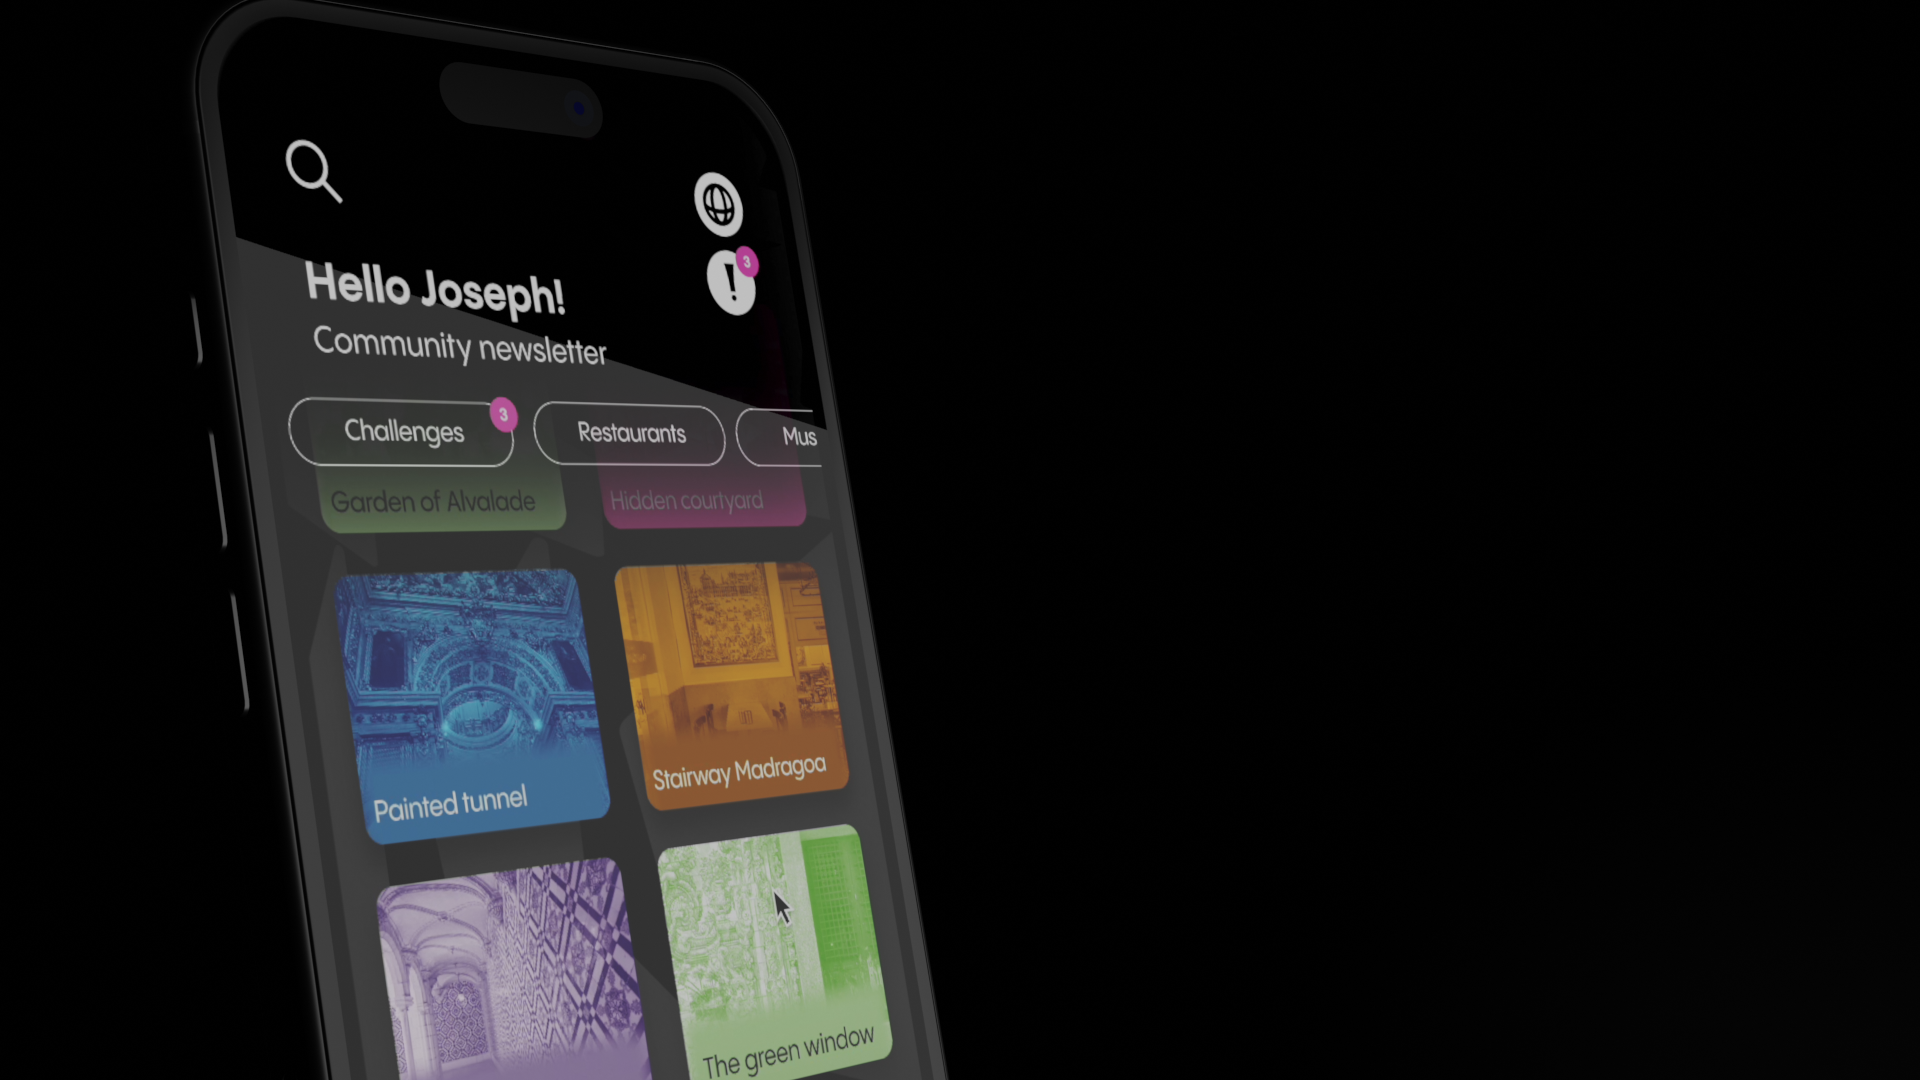 3
Hello Joseph!
Community newsletter
Challenges
3
Restaurants
Mus
Garden of Alvalade
Hidden courtyard
Painted tunnel
Stairway Madragoa
The green window